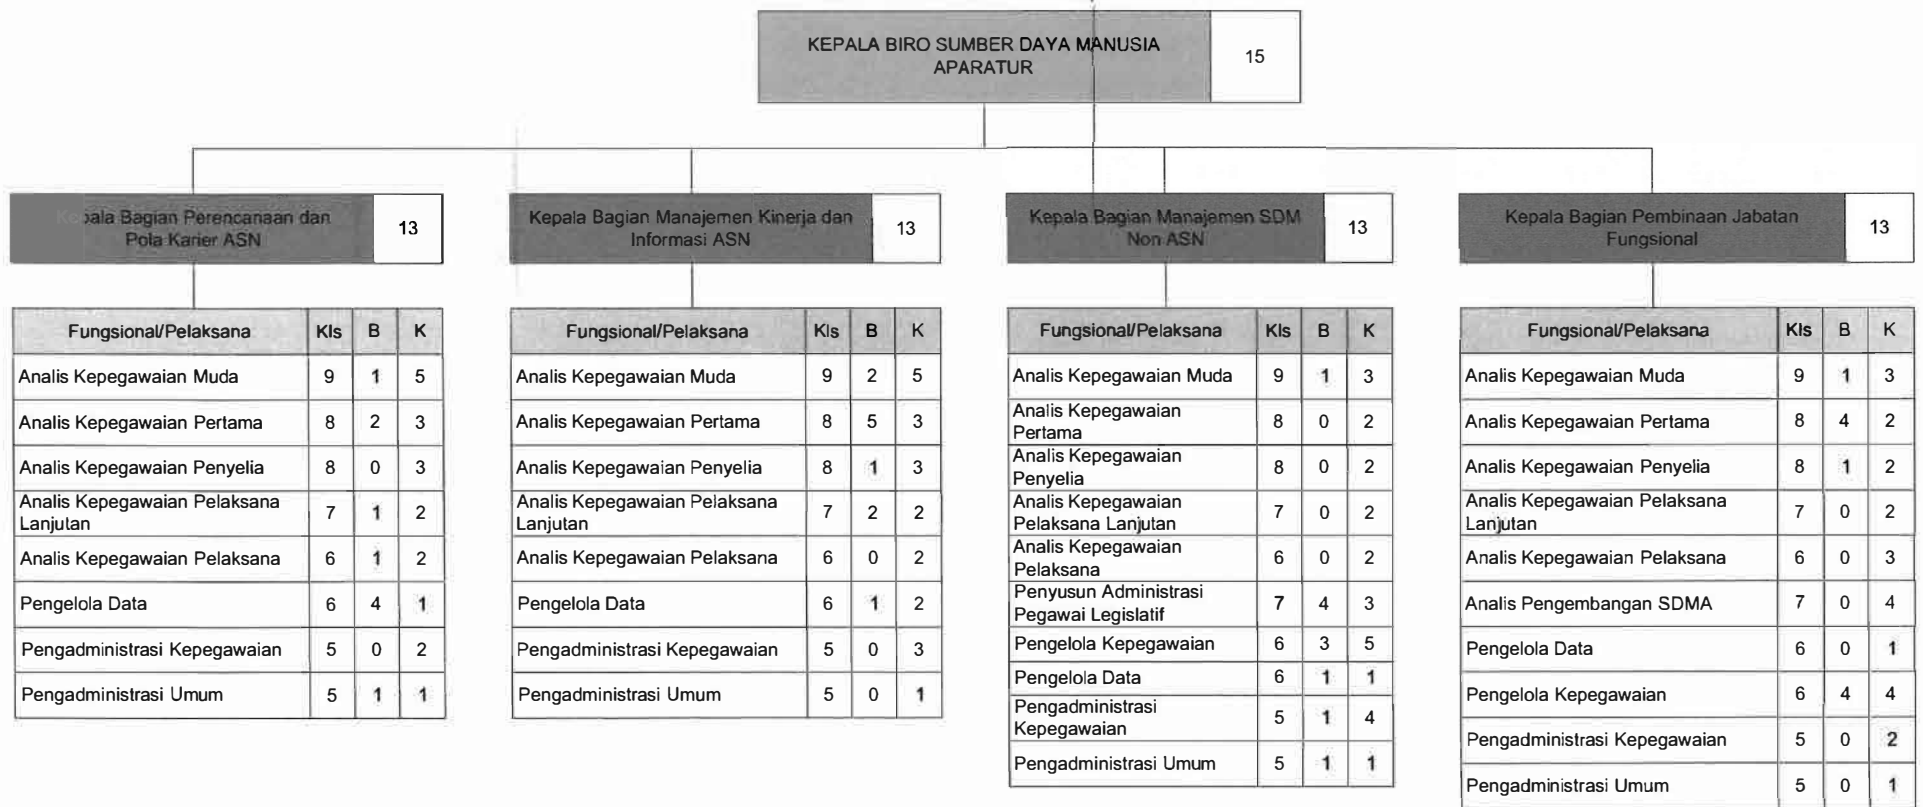 KEPALA BIRO SUMBER DAYA MANUSIA
APARATUR
15
Kepala Bagian Perencanaan dan
Pola Karier ASN
13
Kepala Bagian Manajemen Kinerja dan
Informasi ASN
13
Kepala Bagian Manajemen SDM
Non ASN
13
Kepala Bagian Pembinaan Jabatan
Fungsional
13
Fungsional/Pelaksana Kls B K
Analis Kepegawaian Muda 9 1 5
Analis Kepegawaian Pertama 8 2 3
Analis Kepegawaian Penyelia 8 0 3
Analis Kepegawaian Pelaksana
Lanjutan 7 1 2
Analis Kepegawaian Pelaksana 6 1 2
Pengelola Data 6 4 1
Pengadministrasi Kepegawaian 5 0 2
Pengadministrasi Umum 5 1 1
Fungsional/Pelaksana Kls B K
Analis Kepegawaian Muda 9 2 5
Analis Kepegawaian Pertama 8 5 3
Analis Kepegawaian Penyelia 8 1 3
Analis Kepegawaian Pelaksana
Lanjutan 7 2 2
Analis Kepegawaian Pelaksana 6 0 2
Pengelola Data 6 1 2
Pengadministrasi Kepegawaian 5 0 3
Pengadministrasi Umum 5 0 1
Fungsional/Pelaksana Kls B K
Analis Kepegawaian Muda 9 1 3
Analis Kepegawaian
Pertama 8 0 2
Analis Kepegawaian
Penyelia 8 0 2
Analis Kepegawaian
Pelaksana Lanjutan 7 0 2
Analis Kepegawaian
Pelaksana 6 0 2
Penyusun Administrasi
Pegawai Legislatif 7 4 3
Pengelola Kepegawaian 6 3 5
Pengelola Data 6 1 1
Pengadministrasi
Kepegawaian 5 1 4
Pengadministrasi Umum 5 1 1
Fungsional/Pelaksana Kls B K
Analis Kepegawaian Muda 9 1 3
Analis Kepegawaian Pertama 8 4 2
Analis Kepegawaian Penyelia 8 1 2
Analis Kepegawaian Pelaksana
Lanjutan 7 0 2
Analis Kepegawaian Pelaksana 6 0 3
Analis Pengembangan SDMA 7 0 4
Pengelola Data 6 0 1
Pengelola Kepegawaian 6 4 4
Pengadministrasi Kepegawaian 5 0 2
Pengadministrasi Umum 5 0 1